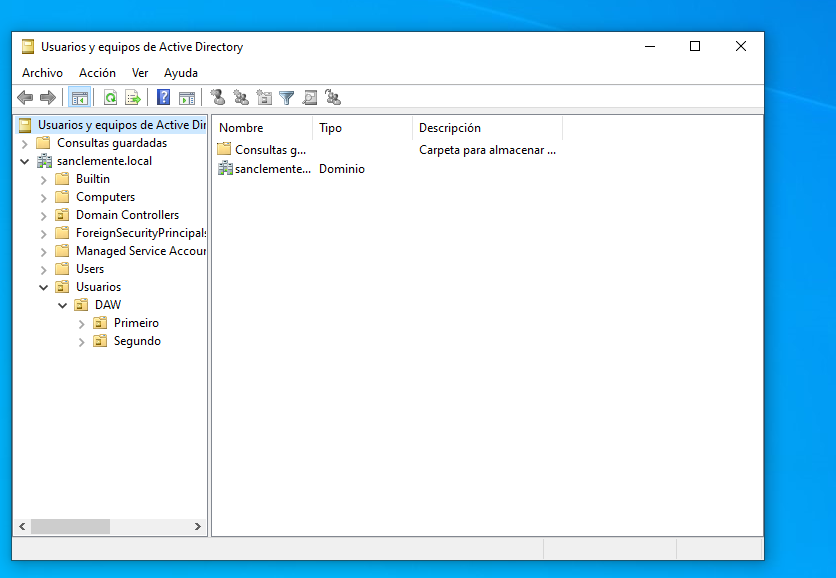 Usuarios y equipos de Active Directory
Archivo Acción Ver Ayuda
Usuarios y equipos de Active Dir
Consultas guardadas
sanclemente.local
Builtin
Computers
Domain Controllers
ForeignSecurityPrincipals
Managed Service Accoun
Users
Usuarios
DAW
Primeiro
Segundo
Nombre Tipo Descripción
Consultas g... Carpeta para almacenar ...
sanclemente... Dominio